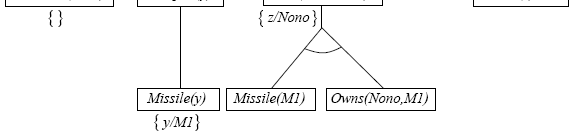 { }
{ z/Nono }
Missile(y)
Missile(M1)
Owns(Nono,M1)
{ y/M1}